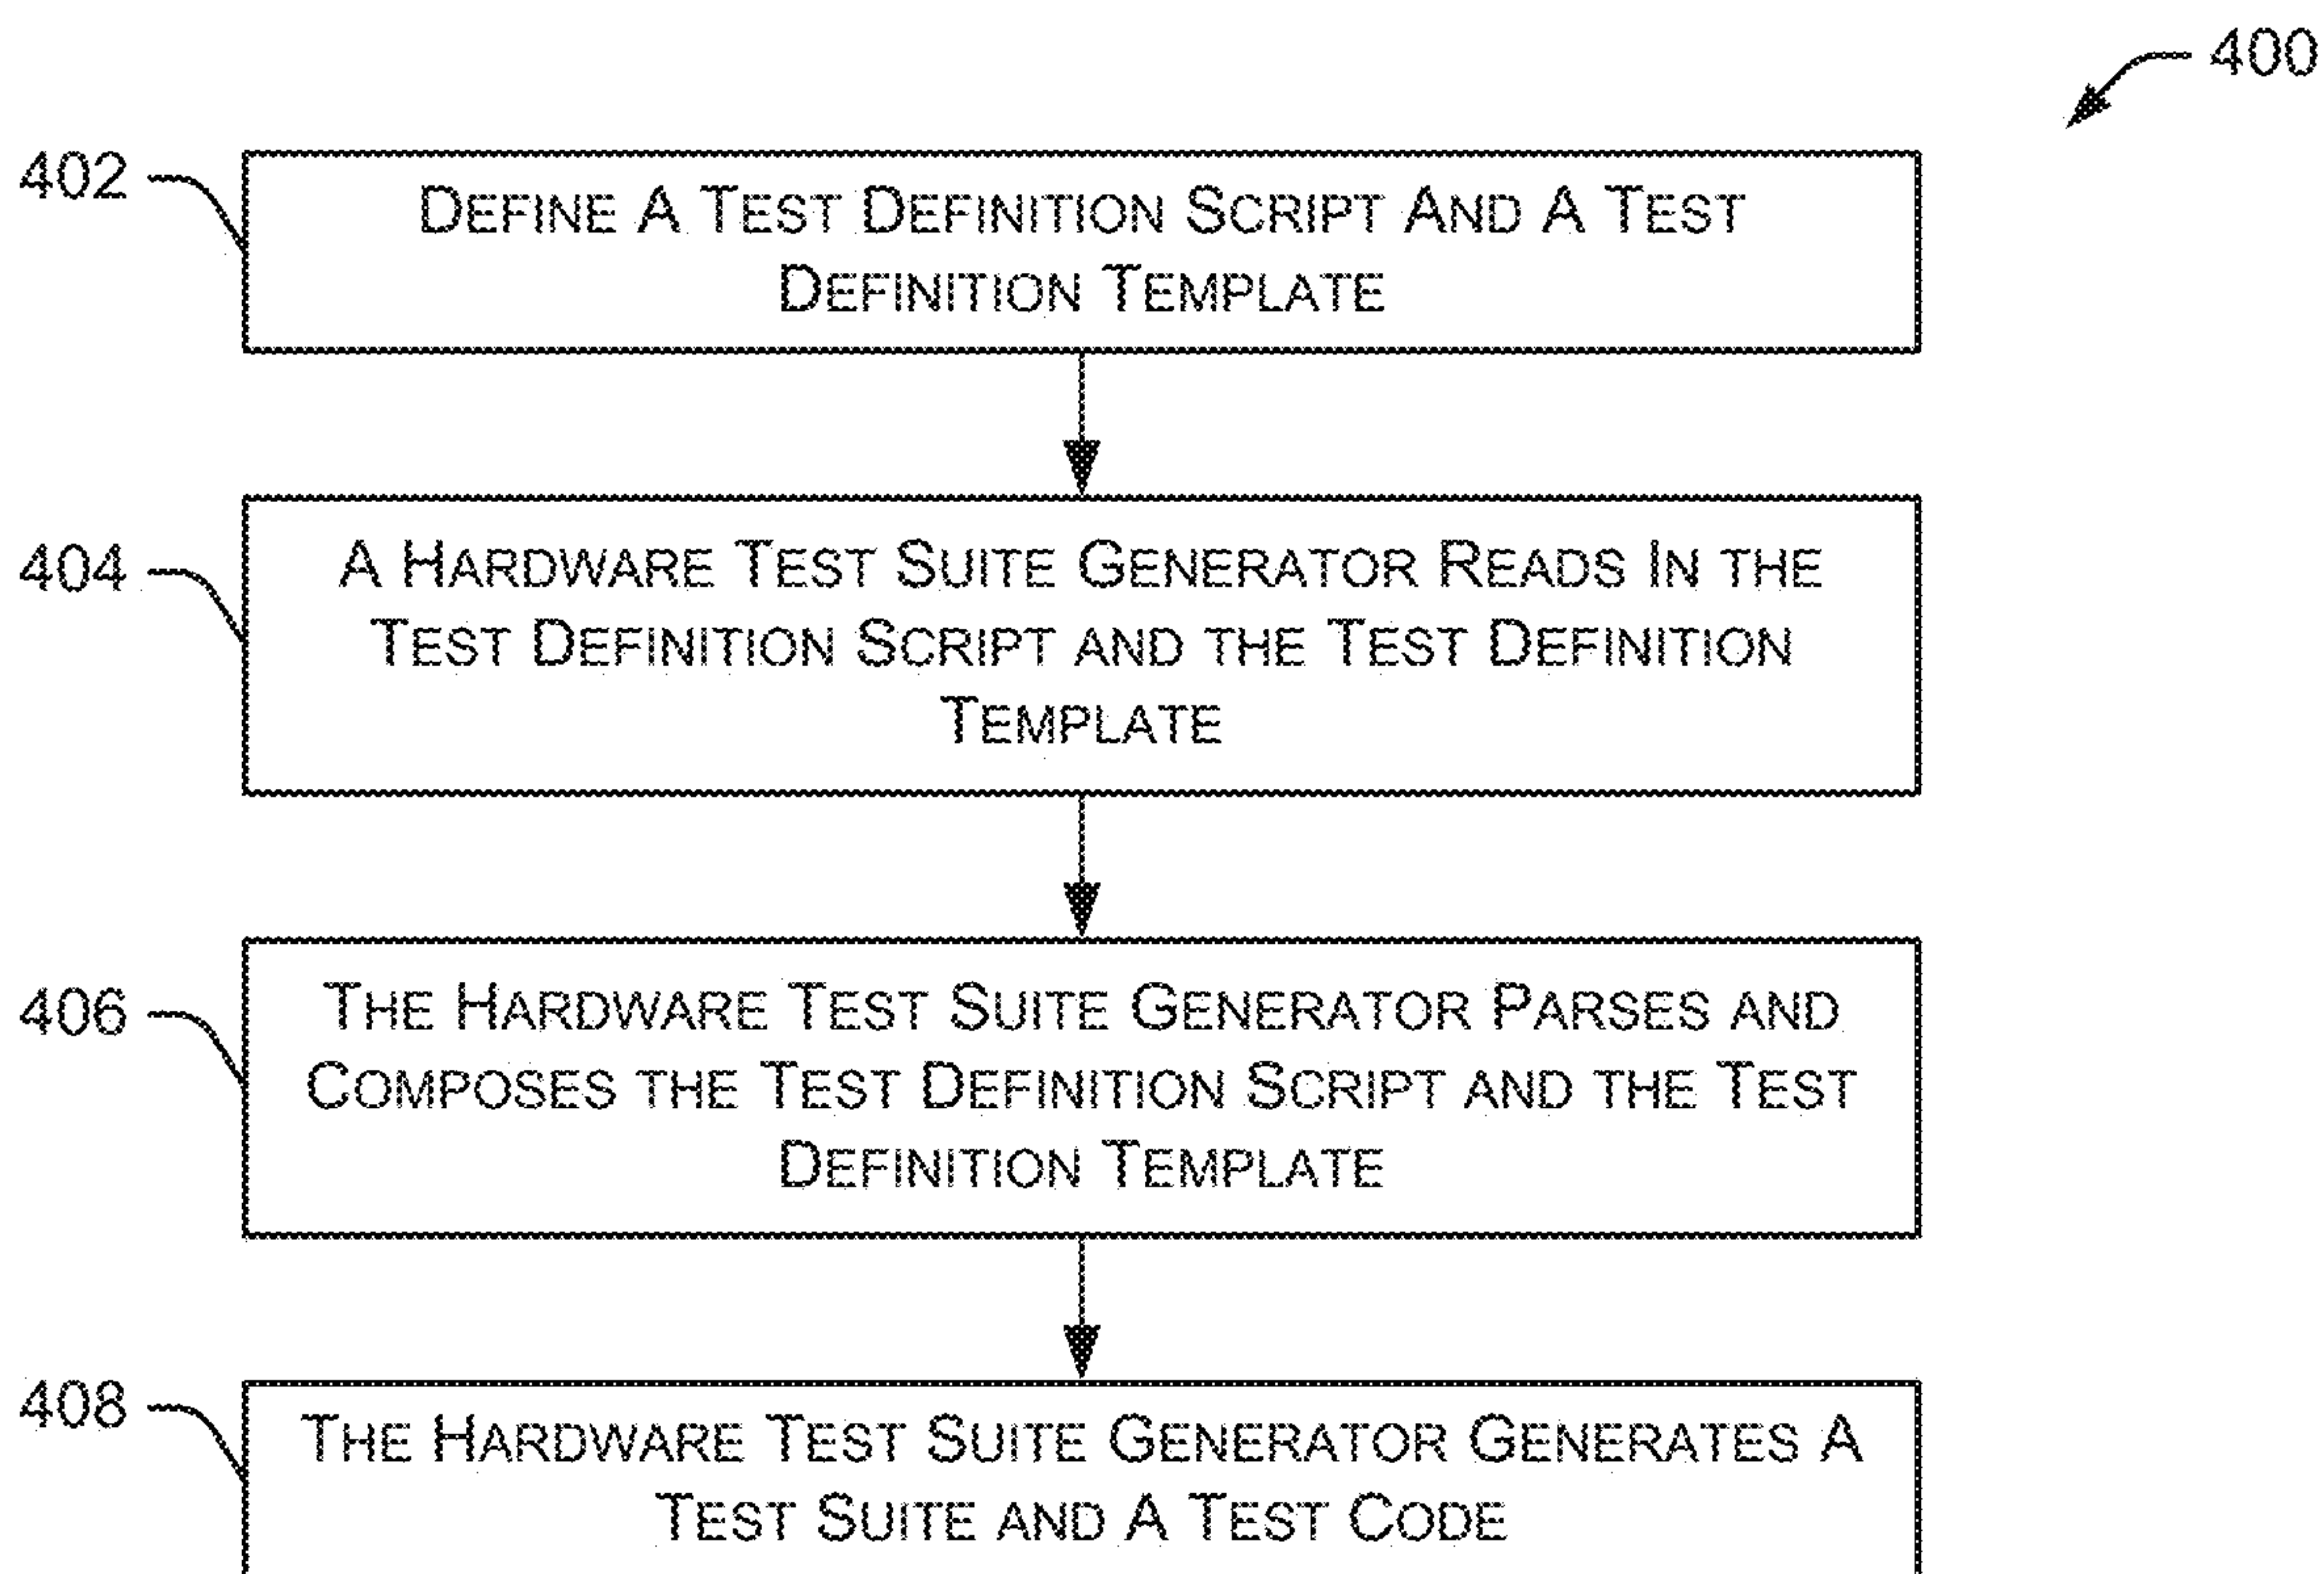 400
402
DEFINE A TEST DEFINITION SCRIPT AND A TEST
DEFINITION TEMPLATE
404
A HARDWARE TEST SUITE GENERATOR READS IN THE
TEST DEFINITION SCRIPT AND THE TEST DEFINITION
TEMPLATE
406
THE HARDWARE TEST SUITE GENERATOR PARSES AND
COMPOSES THE TEST DEFINITION SCRIPT AND THE TEST
DEFINITION TEMPLATE
408
THE HARDWARE TEST SUITE GENERATOR GENERATES A
TEST SUITE AND A TEST CODE